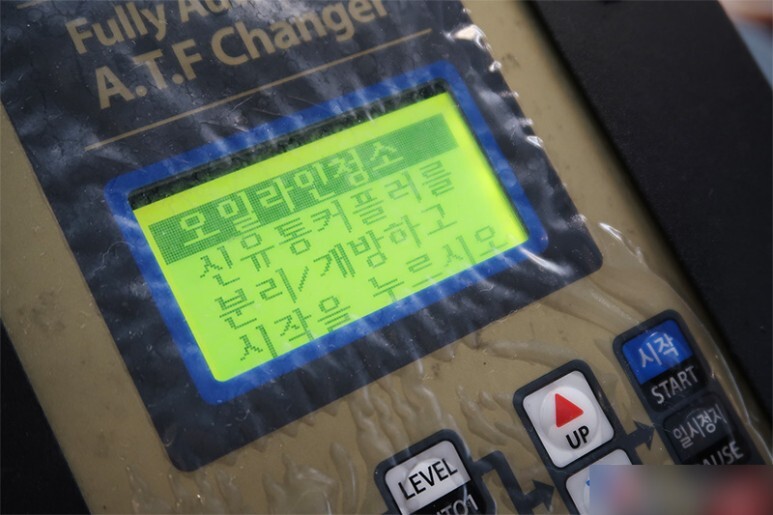 Fully Au
A.T.F Changer
오일라인청소
신유통커플러를
분리/개방하고
시작을 누르시오
시작
START
일시정지
AUSE
UP
LEVEL